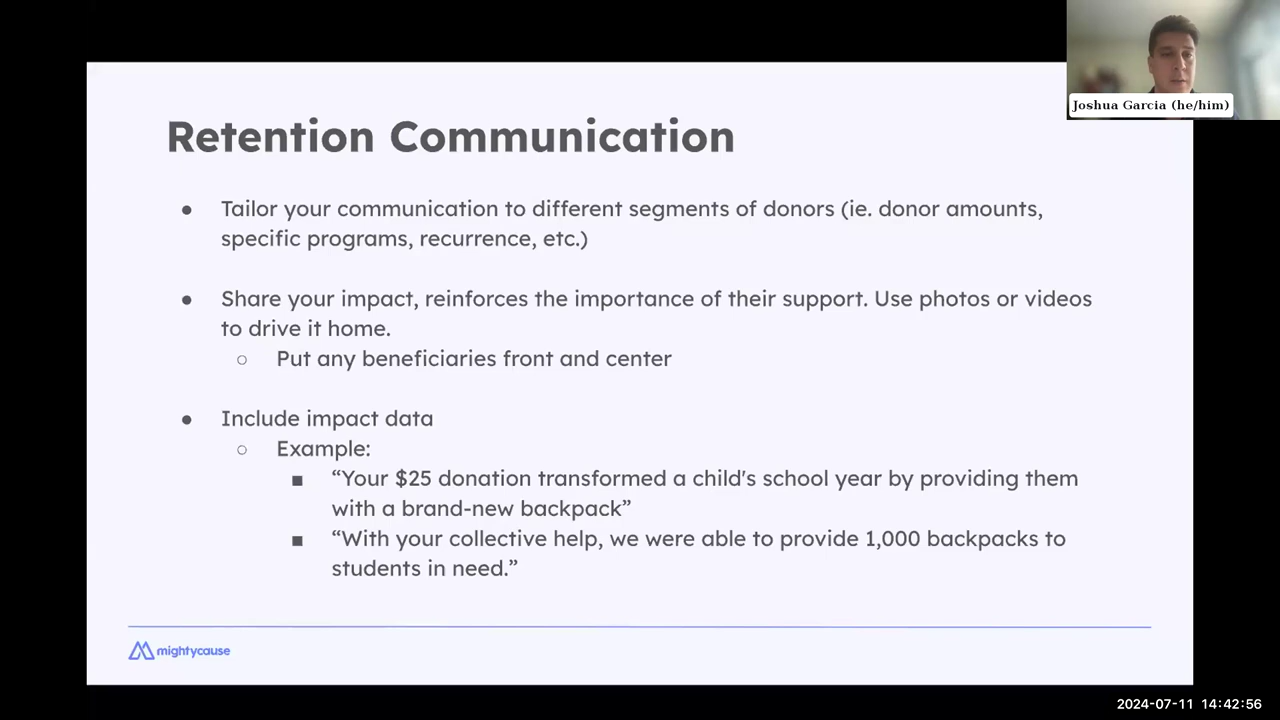 Joshua Garcia (he/him)
Retention Communication
● Tailor your communication to different segments of donors (ie. donor amounts,
specific programs, recurrence, etc.)
● Share your impact, reinforces the importance of their support. Use photos or videos
to drive it home.
○ Put any beneficiaries front and center
● Include impact data
○ Example:
■ “Your $25 donation transformed a child's school year by providing them
with a brand-new backpack”
■ “With your collective help, we were able to provide 1,000 backpacks to
students in need.”
mightycause
2024-07-11 14:42:56